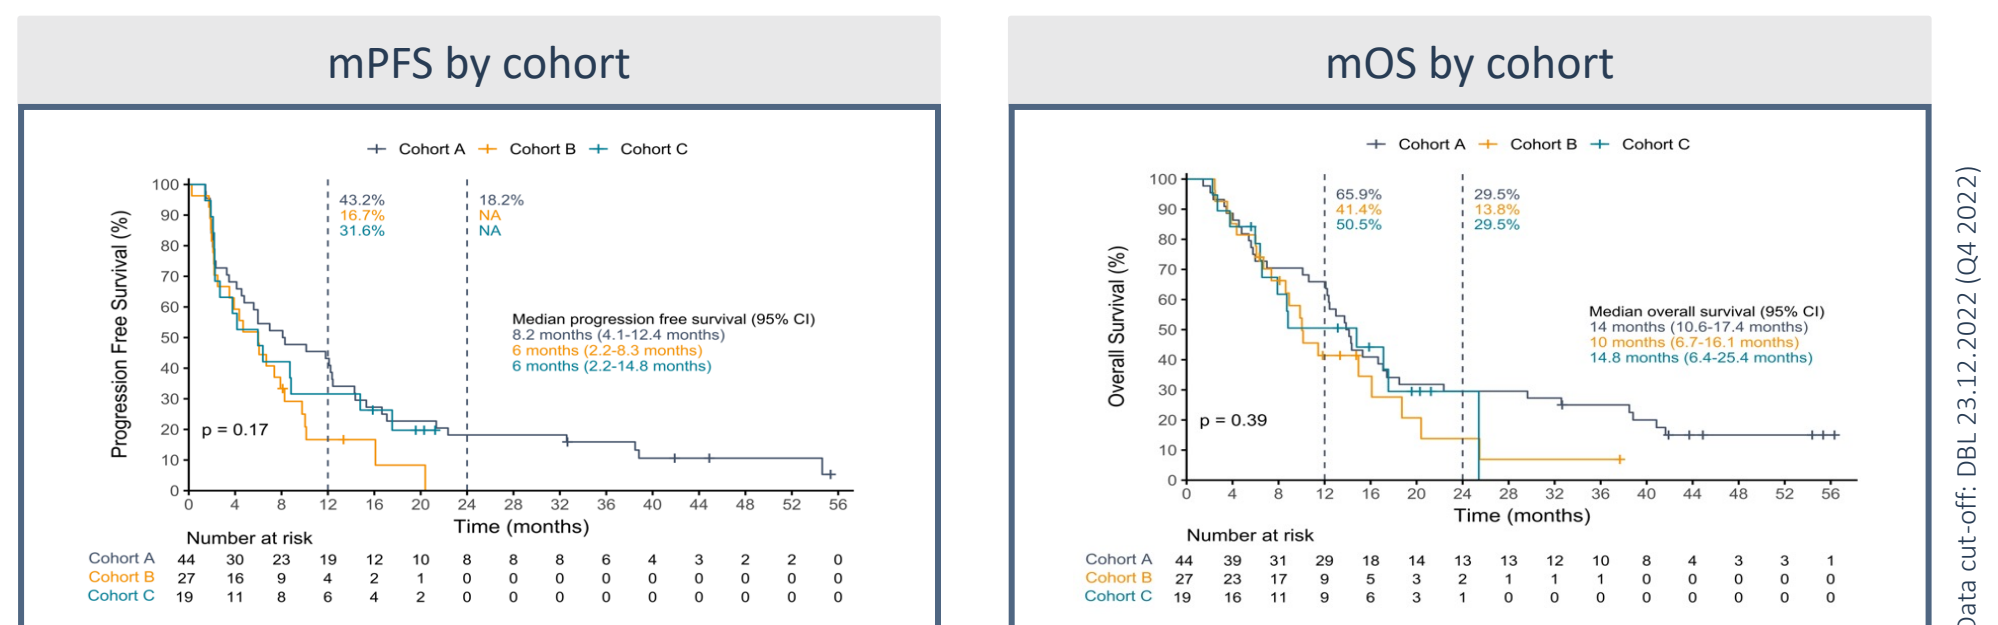 mPFS by cohort
Cohort A Cohort B Cohort C
Progression Free Survival (%)
100
90
80
70
60
50
40
30
20
10
0
43.2%
16.7%
31.6%
18.2%
NA
NA
Median progression free survival (95% CI)
8.2 months (4.1-12.4 months)
6 months (2.2-8.3 months)
6 months (2.2-14.8 months)
p = 0.17
0 4 8 12 16 20 24 28 32 36 40 44 48 52 56
Time (months)
Number at risk
Cohort A 44 30 23 19 12 10 8 8 8 6 4 3 2 2 0
Cohort B 27 16 9 4 2 1 0 0 0 0 0 0 0 0 0
Cohort C 19 11 8 6 4 2 0 0 0 0 0 0 0 0 0
mOS by cohort
Cohort A Cohort B Cohort C
Overall Survival (%)
100
90
80
70
60
50
40
30
20
10
0
65.9%
41.4%
50.5%
29.5%
13.8%
29.5%
Median overall survival (95% CI)
14 months (10.6-17.4 months)
10 months (6.7-16.1 months)
14.8 months (6.4-25.4 months)
p = 0.39
0 4 8 12 16 20 24 28 32 36 40 44 48 52 56
Time (months)
Number at risk
Cohort A 44 39 31 29 18 14 13 13 12 10 8 4 3 3 1
Cohort B 27 23 17 9 5 3 2 1 1 1 0 0 0 0 0
Cohort C 19 16 11 9 6 3 1 0 0 0 0 0 0 0 0
Data cut-off: DBL 23.12.2022 (Q4 2022)